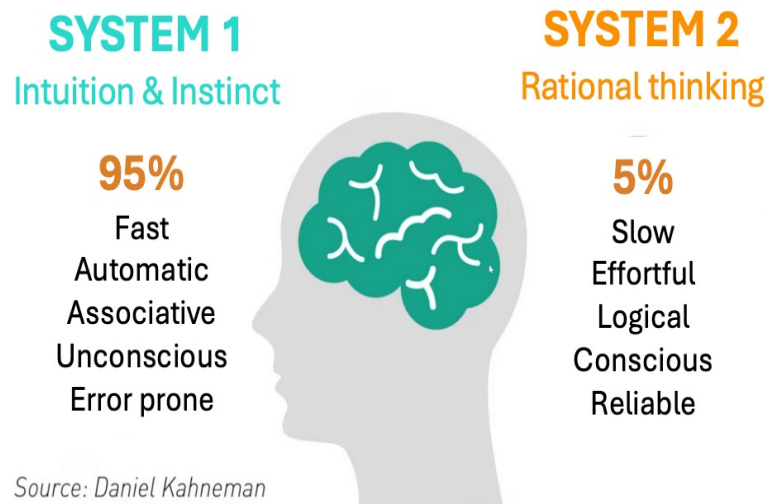 SYSTEM 1
Intuition & Instinct
95%
Fast
Automatic
Associative
Unconscious
Error prone
SYSTEM 2
Rational thinking
5%
Slow
Effortful
Logical
Conscious
Reliable
Source: Daniel Kahneman